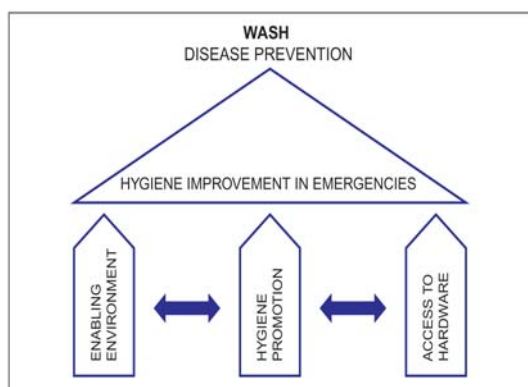 WASH
DISEASE PREVENTION
HYGIENE IMPROVEMENT IN EMERGENCIES
ENABLING
ENVIRONMENT
HYGIENE
PROMOTION
ACCESS TO
HARDWARE